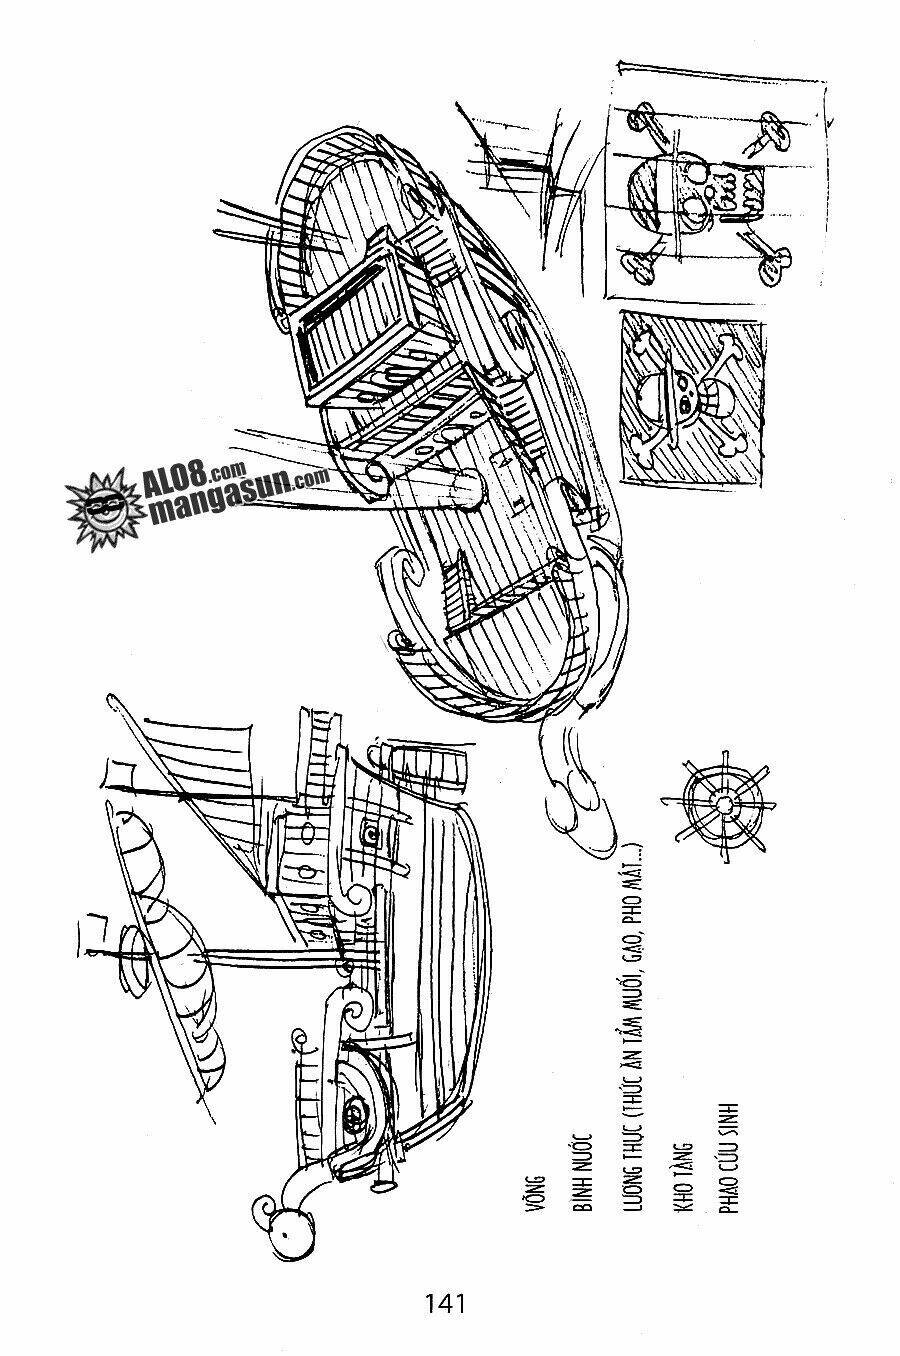 ALO8.com
mangasun.com
VÕNG
BÌNH NƯỚC
LƯƠNG THỰC (THỨC ĂN TẨM MUỐI, GẠO, PHO MÁT...)
KHO TÀNG
PHAO CỨU SINH
141